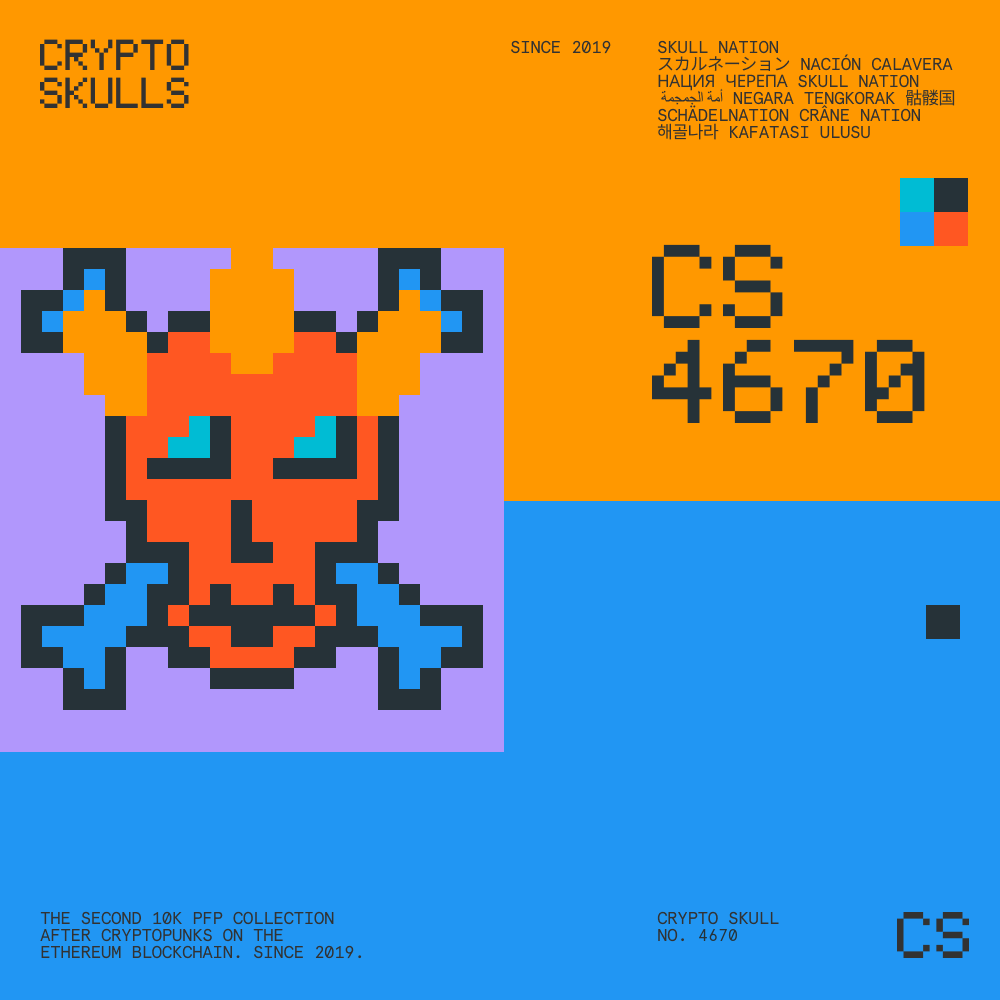 CRYPTO
SKULLS
SINCE 2019
SKULL NATION
スカルネーション NACIÓN CALAVERA
НАЦИЯ ЧЕРЕПА SKULL NATION
أمة الجمجمة NEGARA TENGKORAK 骷髅国
SCHÄDELNATION CRÂNE NATION
해골나라 KAFATASI ULUSU
CS
4670
THE SECOND 10K PFP COLLECTION
AFTER CRYPTOPUNKS ON THE
ETHEREUM BLOCKCHAIN. SINCE 2019.
CRYPTO SKULL
NO. 4670
CS